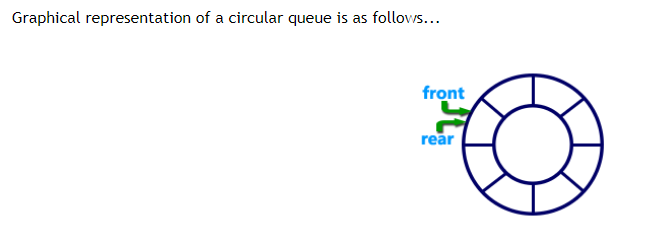 Graphical representation of a circular queue is as follows...
front
rear